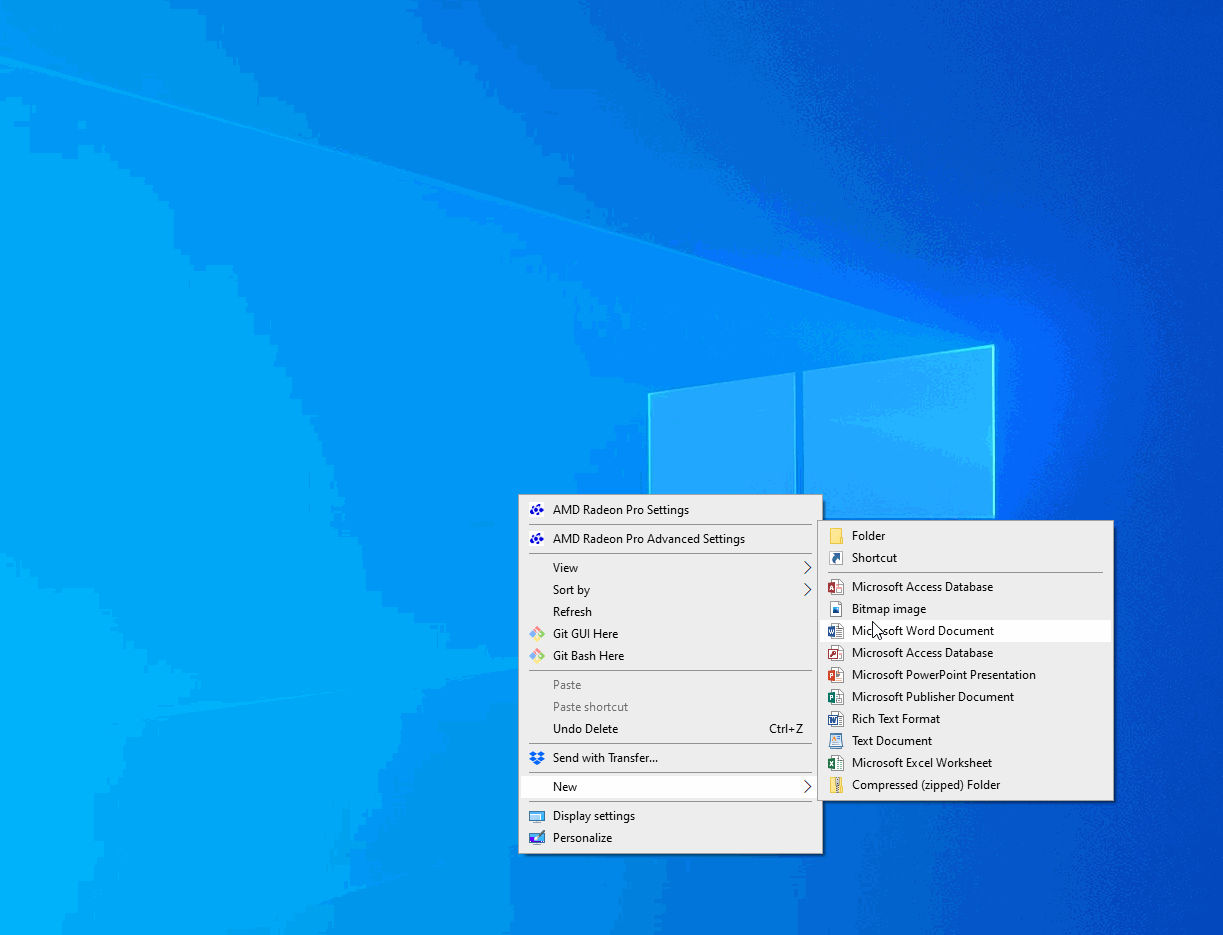 AMD Radeon Pro Settings
AMD Radeon Pro Advanced Settings
View
Sort by
Refresh
Git GUI Here
Git Bash Here
Paste
Paste shortcut
Undo Delete Ctrl+Z
Send with Transfer...
New
Display settings
Personalize
Folder
Shortcut
Microsoft Access Database
Bitmap image
Microsoft Word Document
Microsoft Access Database
Microsoft PowerPoint Presentation
Microsoft Publisher Document
Rich Text Format
Text Document
Microsoft Excel Worksheet
Compressed (zipped) Folder